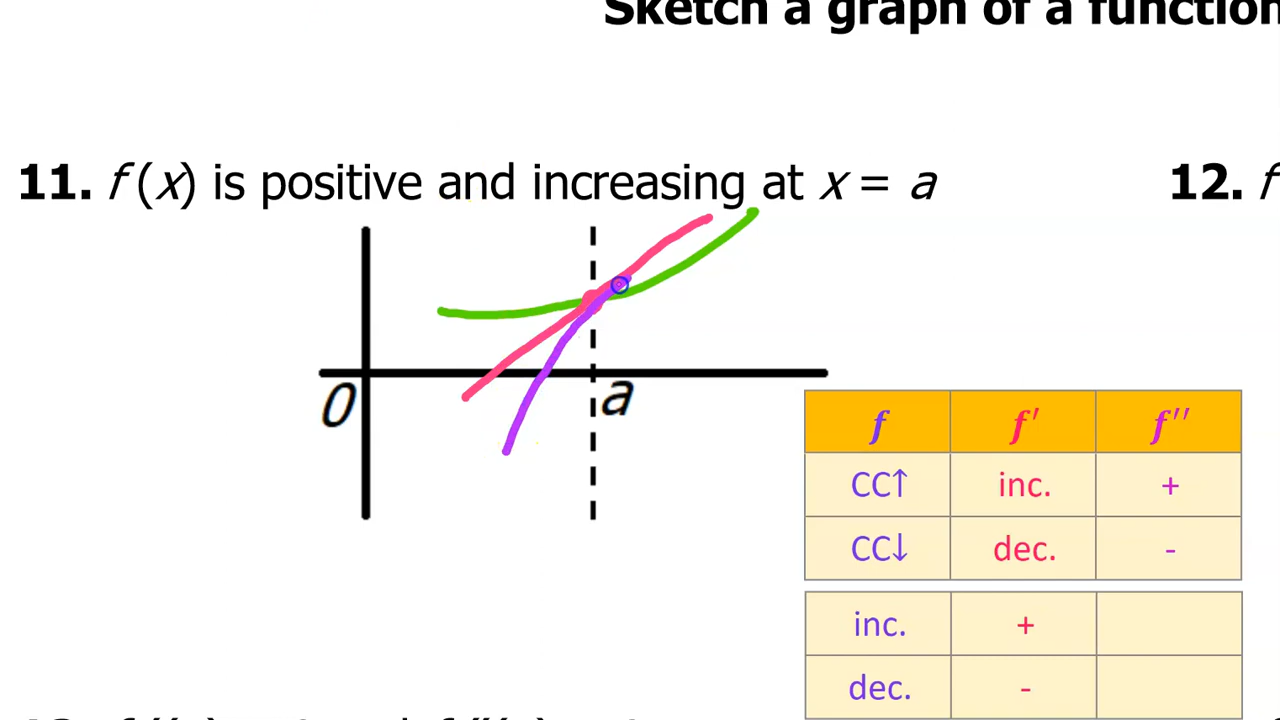 Sketch a graph of a function
11. f (x) is positive and increasing at x = a
12. f
0
a
f f′ f′′
CC↑ inc. +
CC↓ dec. -
inc. +
dec. -